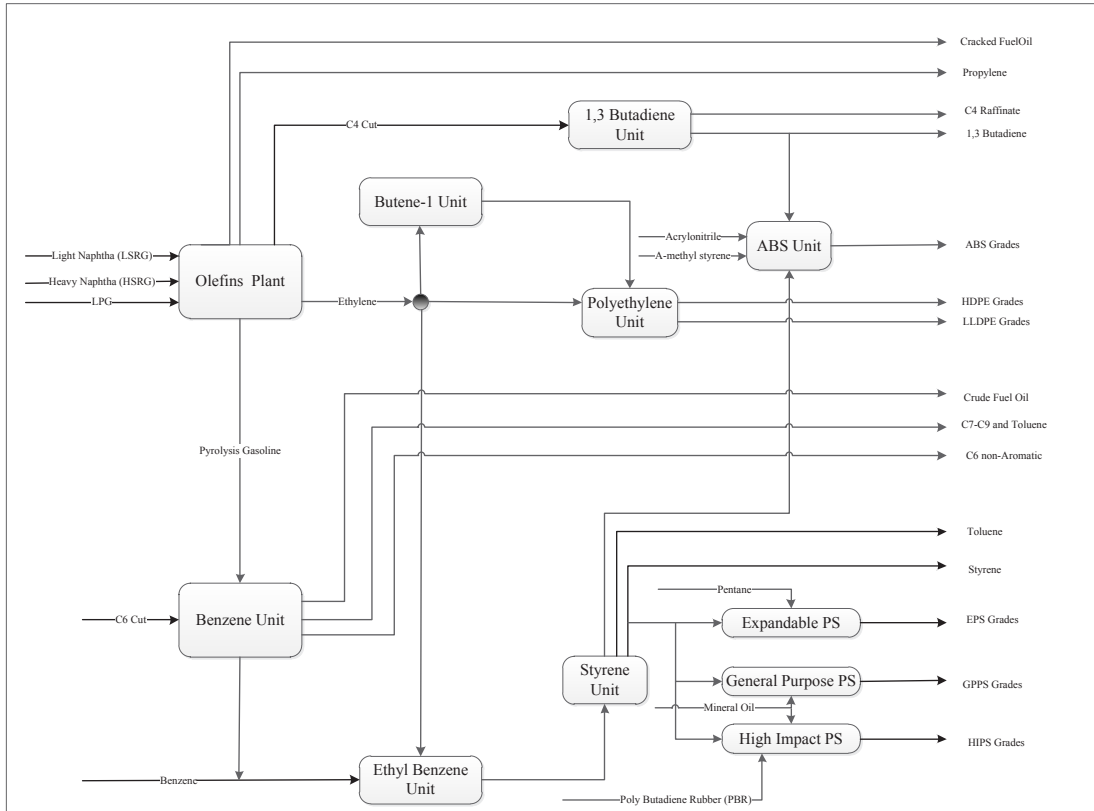 Cracked FuelOil
Propylene
C4 Cut
1,3 Butadiene
Unit
C4 Raffinate
1,3 Butadiene
Butene-1 Unit
Acrylonitrile
A-methyl styrene
ABS Unit
ABS Grades
Light Naphtha (LSRG)
Heavy Naphtha (HSRG)
LPG
Olefins Plant
Ethylene
Polyethylene
Unit
HDPE Grades
LLDPE Grades
Crude Fuel Oil
C7-C9 and Toluene
C6 non-Aromatic
Pyrolysis Gasoline
Toluene
Styrene
C6 Cut
Benzene Unit
Pentane
Expandable PS
EPS Grades
Styrene
Unit
General Purpose PS
GPPS Grades
Mineral Oil
High Impact PS
HIPS Grades
Benzene
Ethyl Benzene
Unit
Poly Butadiene Rubber (PBR)